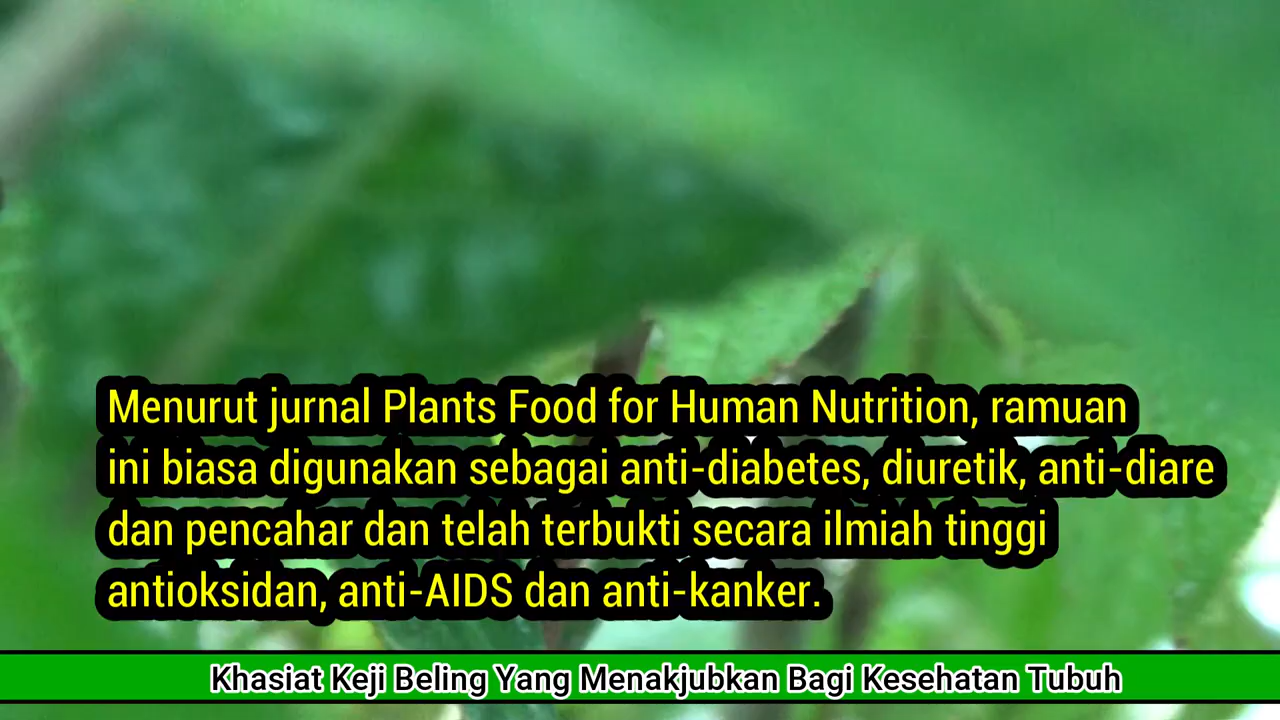 Menurut jurnal Plants Food for Human Nutrition, ramuan
ini biasa digunakan sebagai anti-diabetes, diuretik, anti-diare
dan pencahar dan telah terbukti secara ilmiah tinggi
antioksidan, anti-AIDS dan anti-kanker.
Khasiat Keji Beling Yang Menakjubkan Bagi Kesehatan Tubuh